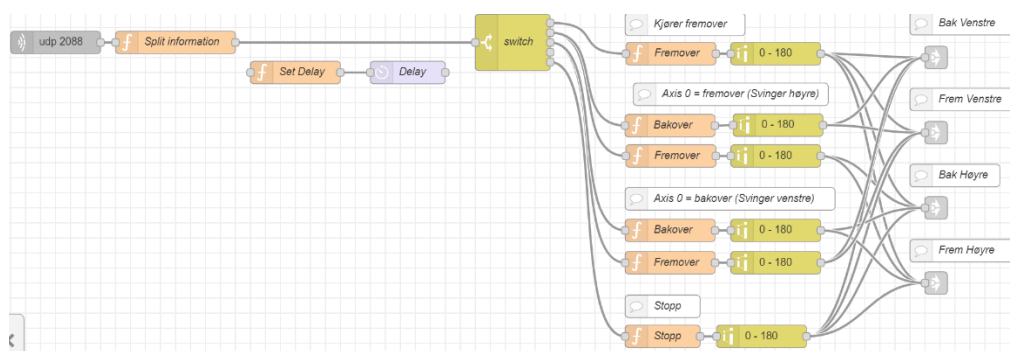 Kjører fremover
Bak Venstre
udp 2088
Split information
switch
Fremover
0 - 180
Set Delay
Delay
Axis 0 = fremover (Svinger høyre)
Frem Venstre
Bakover
0 - 180
Fremover
0 - 180
Bak Høyre
Axis 0 = bakover (Svinger venstre)
Bakover
0 - 180
Frem Høyre
Fremover
0 - 180
Stopp
Stopp
0 - 180